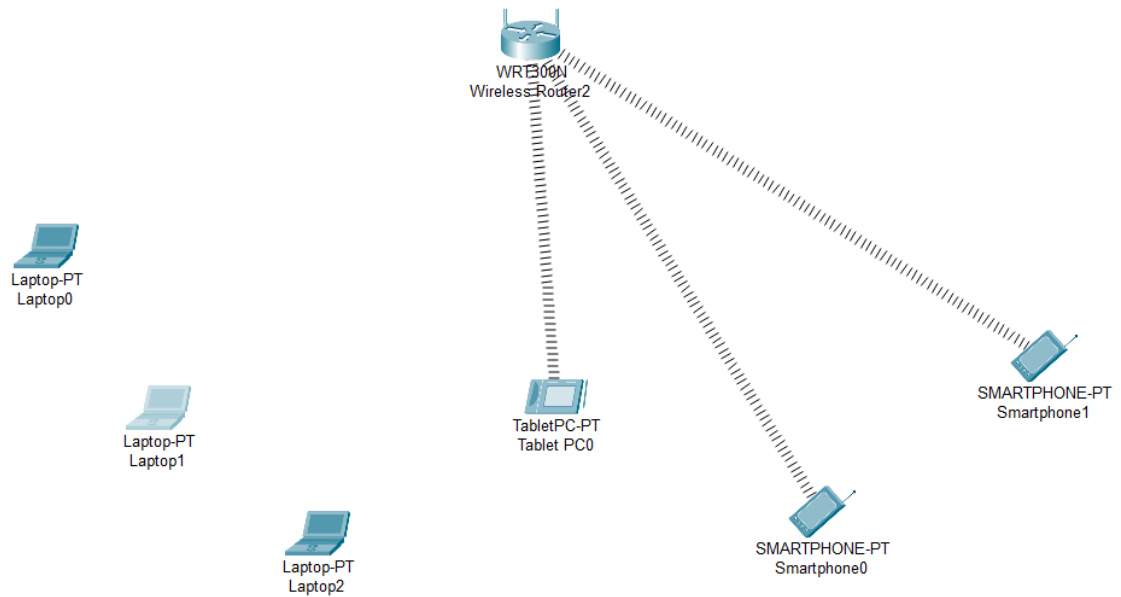 WRT300N
Wireless Router2
Laptop-PT
Laptop0
SMARTPHONE-PT
Smartphone1
Laptop-PT
Laptop1
TabletPC-PT
Tablet PC0
SMARTPHONE-PT
Smartphone0
Laptop-PT
Laptop2